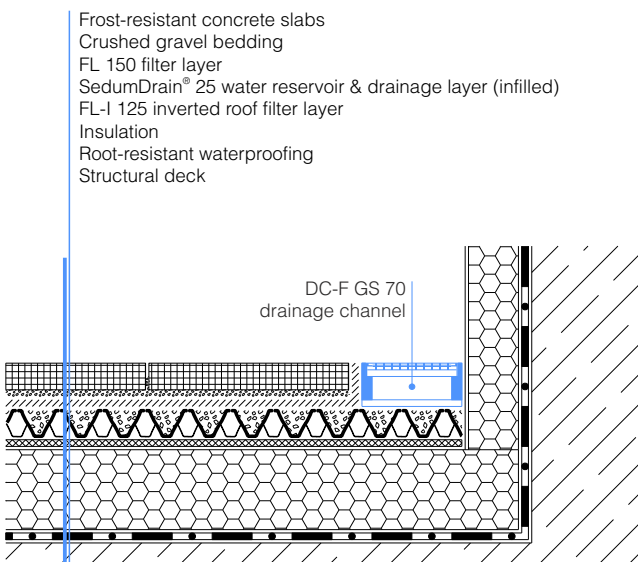 Frost-resistant concrete slabs
Crushed gravel bedding
FL 150 filter layer
SedumDrain® 25 water reservoir & drainage layer (infilled)
FL-I 125 inverted roof filter layer
Insulation
Root-resistant waterproofing
Structural deck
DC-F GS 70
drainage channel